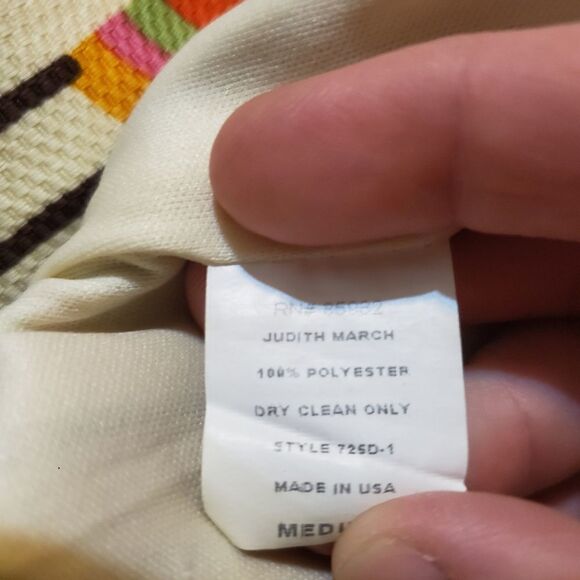 RN#
JUDITH MARCH
100% POLYESTER
DRY CLEAN ONLY
STYLE 725D-1
MADE IN USA